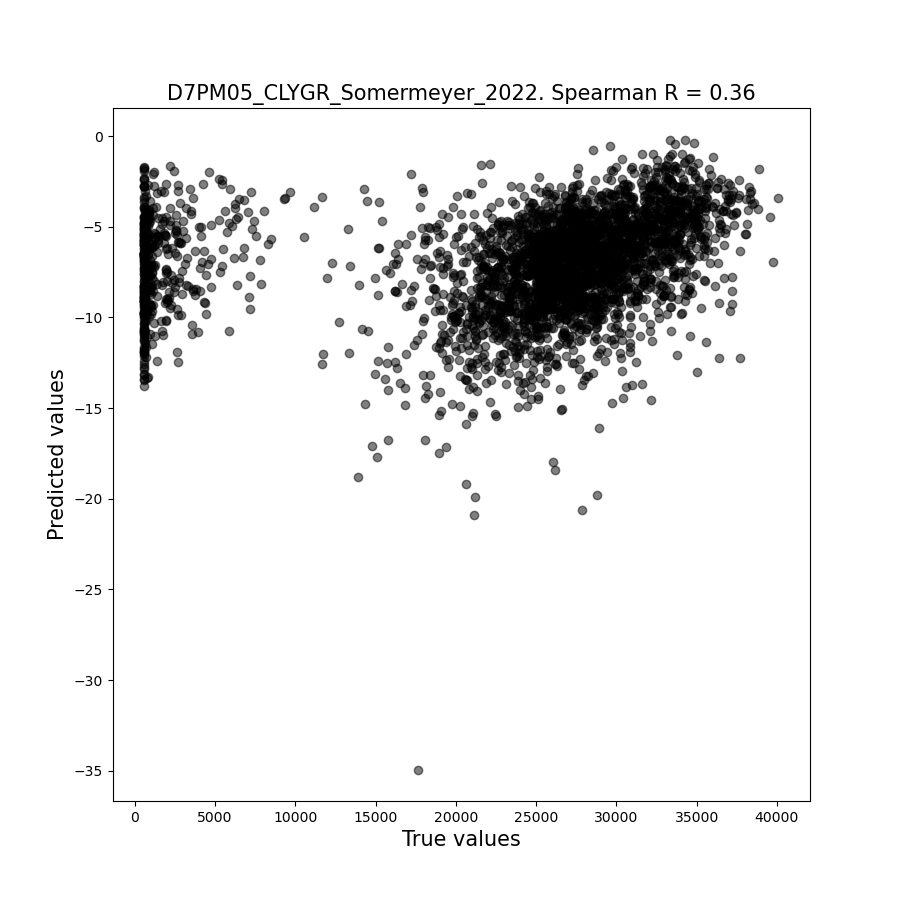 D7PM05_CLYGR_Somermeyer_2022. Spearman R = 0.36
0
−5
−10
−15
−20
−25
−30
−35
Predicted values
0 5000 10000 15000 20000 25000 30000 35000 40000
True values